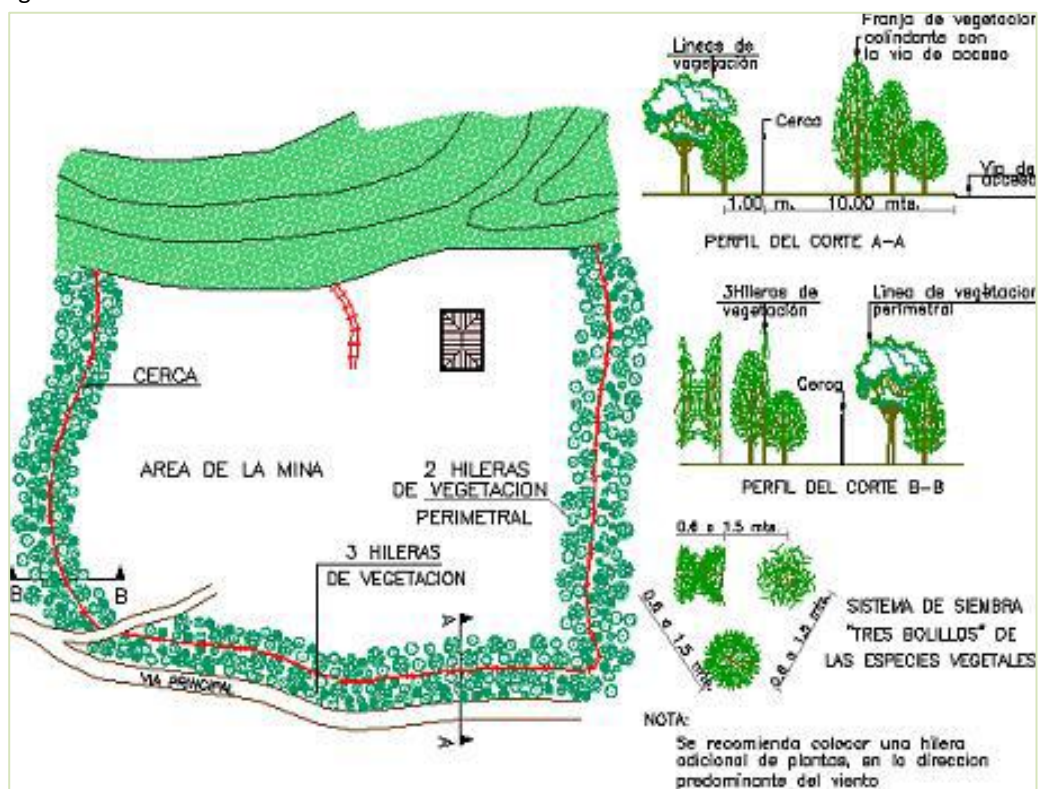 CERCA
AREA DE LA MINA
2 HILERAS
DE VEGETACION
PERIMETRAL
3 HILERAS
DE VEGETACION
B
B
A
A
VIA PRINCIPAL
Lineas de
vegetación
Franja de vegetacion
colindante con
la via de acceso
Cerca
Via de
acceso
1.00 m.
10.00 mts.
PERFIL DEL CORTE A-A
3Hileras de
vegetación
Linea de vegetacion
perimetral
Cerca
PERFIL DEL CORTE B-B
0.6 a 1.5 mts.
0.6 a 1.5 mts.
0.6 a 1.5 mts.
SISTEMA DE SIEMBRA
"TRES BOLILLOS" DE
LAS ESPECIES VEGETALES
NOTA:
Se recomienda colocar una hilera
adicional de plantas, en la direccion
predominante del viento